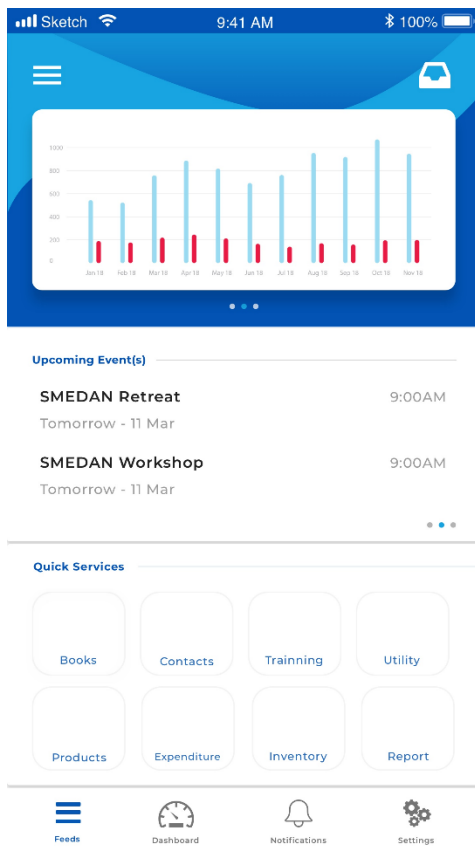 Sketch 9:41 AM 100%
1000
800
600
400
200
0
Jan 18 Feb 18 Mar 18 Apr 18 May 18 Jun 18 Jul 18 Aug 18 Sep 18 Oct 18 Nov 18
Upcoming Event(s)
SMEDAN Retreat 9:00AM
Tomorrow - 11 Mar
SMEDAN Workshop 9:00AM
Tomorrow - 11 Mar
Quick Services
Books Contacts Trainning Utility
Products Expenditure Inventory Report
Feeds Dashboard Notifications Settings